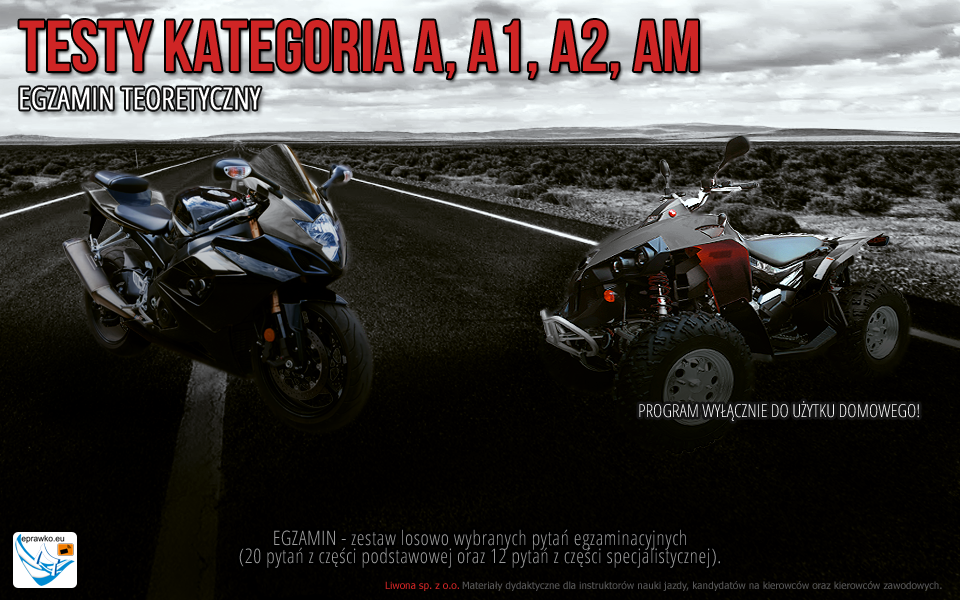 TESTY KATEGORIA A, A1, A2, AM
EGZAMIN TEORETYCZNY
PROGRAM WYŁĄCZNIE DO UŻYTKU DOMOWEGO!
eprawko.eu
EGZAMIN - zestaw losowo wybranych pytań egzaminacyjnych
(20 pytań z części podstawowej oraz 12 pytań z części specjalistycznej).
Liwona sp. z o.o. Materiały dydaktyczne dla instruktorów nauki jazdy, kandydatów na kierowców oraz kierowców zawodowych.